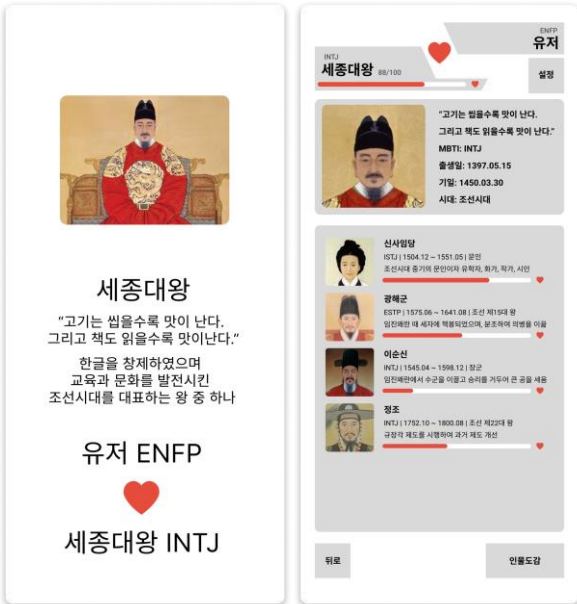 세종대왕
“고기는 씹을수록 맛이 난다.
그리고 책도 읽을수록 맛이난다.”
한글을 창제하였으며
교육과 문화를 발전시킨
조선시대를 대표하는 왕 중 하나
유저 ENFP
세종대왕 INTJ
ENFP
유저
INTJ
세종대왕 88/100
설정
"고기는 씹을수록 맛이 난다.
그리고 책도 읽을수록 맛이 난다."
MBTI: INTJ
출생일: 1397.05.15
기일: 1450.03.30
시대: 조선시대
신사임당
ISTJ | 1504.12 ~ 1551.05 | 문인
조선시대 중기의 문인이자 유학자, 화가, 작가, 시인
광해군
ESTP | 1575.06 ~ 1641.08 | 조선 제15대 왕
임진왜란 때 세자에 책봉되었으며, 분조하여 의병을 이끎
이순신
INTJ | 1545.04 ~ 1598.12 | 장군
임진왜란에서 수군을 이끌고 승리를 거두어 큰 공을 세움
정조
INTJ | 1752.10 ~ 1800.08 | 조선 제22대 왕
규장각 제도를 시행하여 과거 제도 개선
뒤로
인물도감